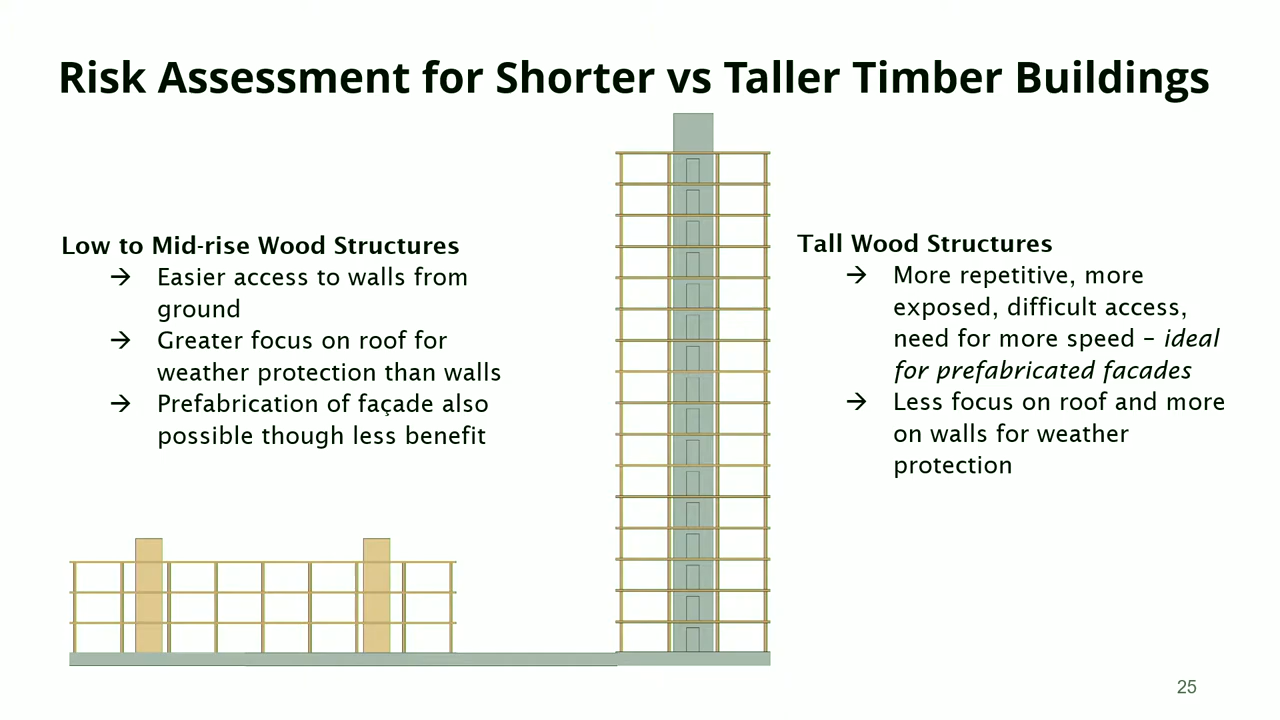 Risk Assessment for Shorter vs Taller Timber Buildings
Low to Mid-rise Wood Structures
→ Easier access to walls from
ground
→ Greater focus on roof for
weather protection than walls
→ Prefabrication of façade also
possible though less benefit
Tall Wood Structures
→ More repetitive, more
exposed, difficult access,
need for more speed – ideal
for prefabricated facades
→ Less focus on roof and more
on walls for weather
protection
25